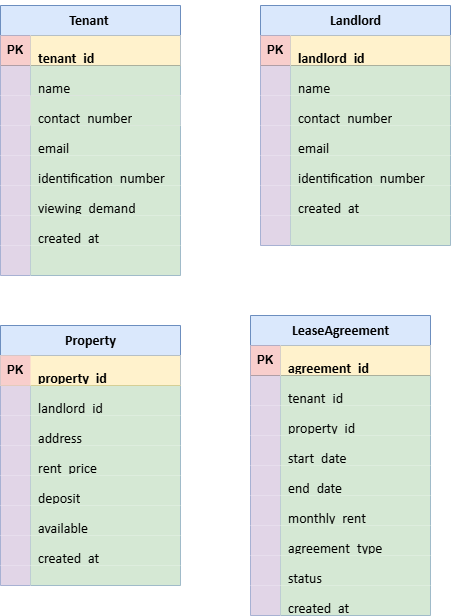 Tenant
PK
tenant_id
name
contact_number
email
identification_number
viewing_demand
created_at
Landlord
PK
landlord_id
name
contact_number
email
identification_number
created_at
Property
PK
property_id
landlord_id
address
rent_price
deposit
available
created_at
LeaseAgreement
PK
agreement_id
tenant_id
property_id
start_date
end_date
monthly_rent
agreement_type
status
created_at